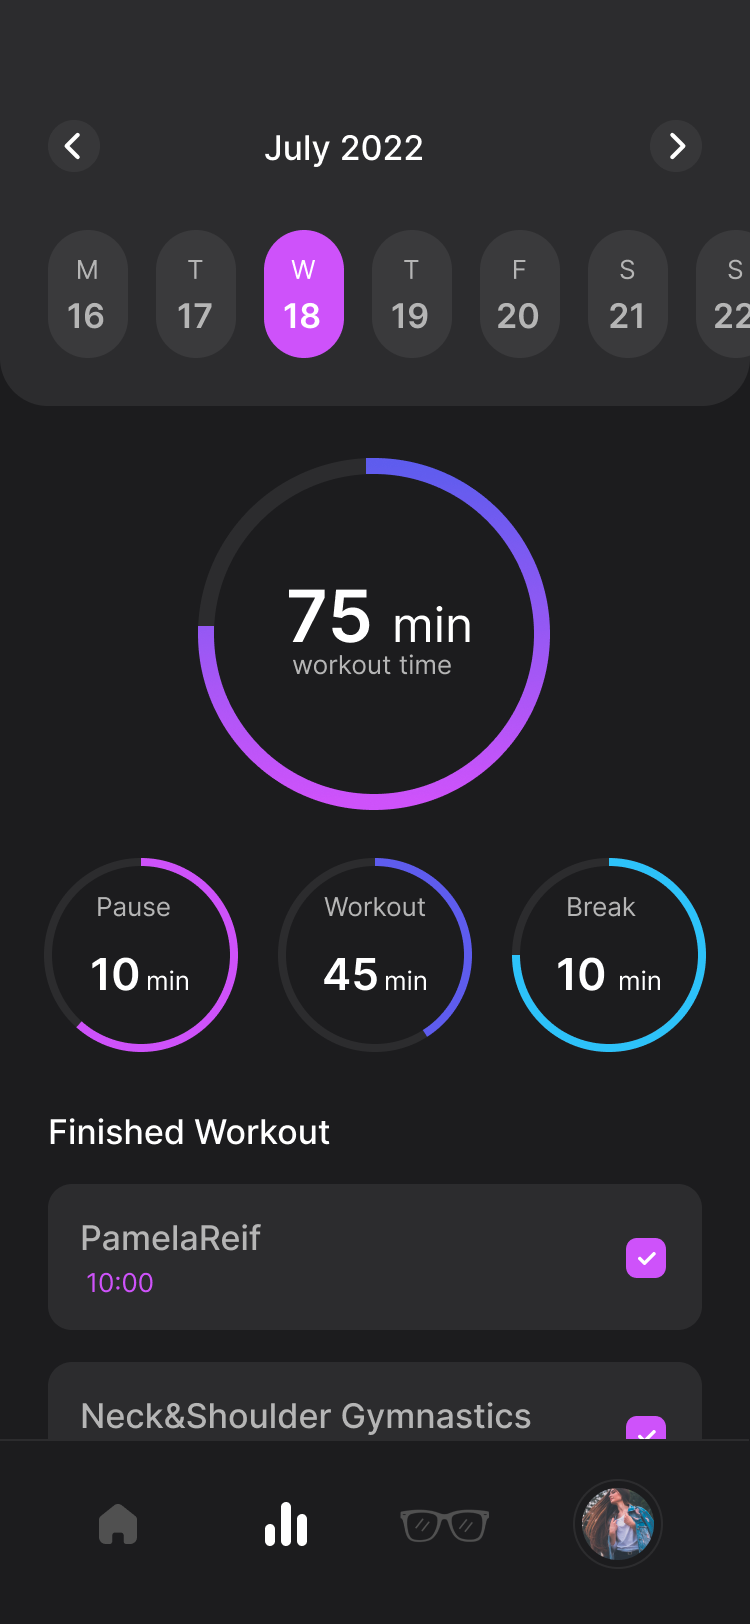 July 2022
M T W T F S S
16 17 18 19 20 21 22
75 min
workout time
Pause Workout Break
10 min 45 min 10 min
Finished Workout
PamelaReif
10:00
Neck&Shoulder Gymnastics